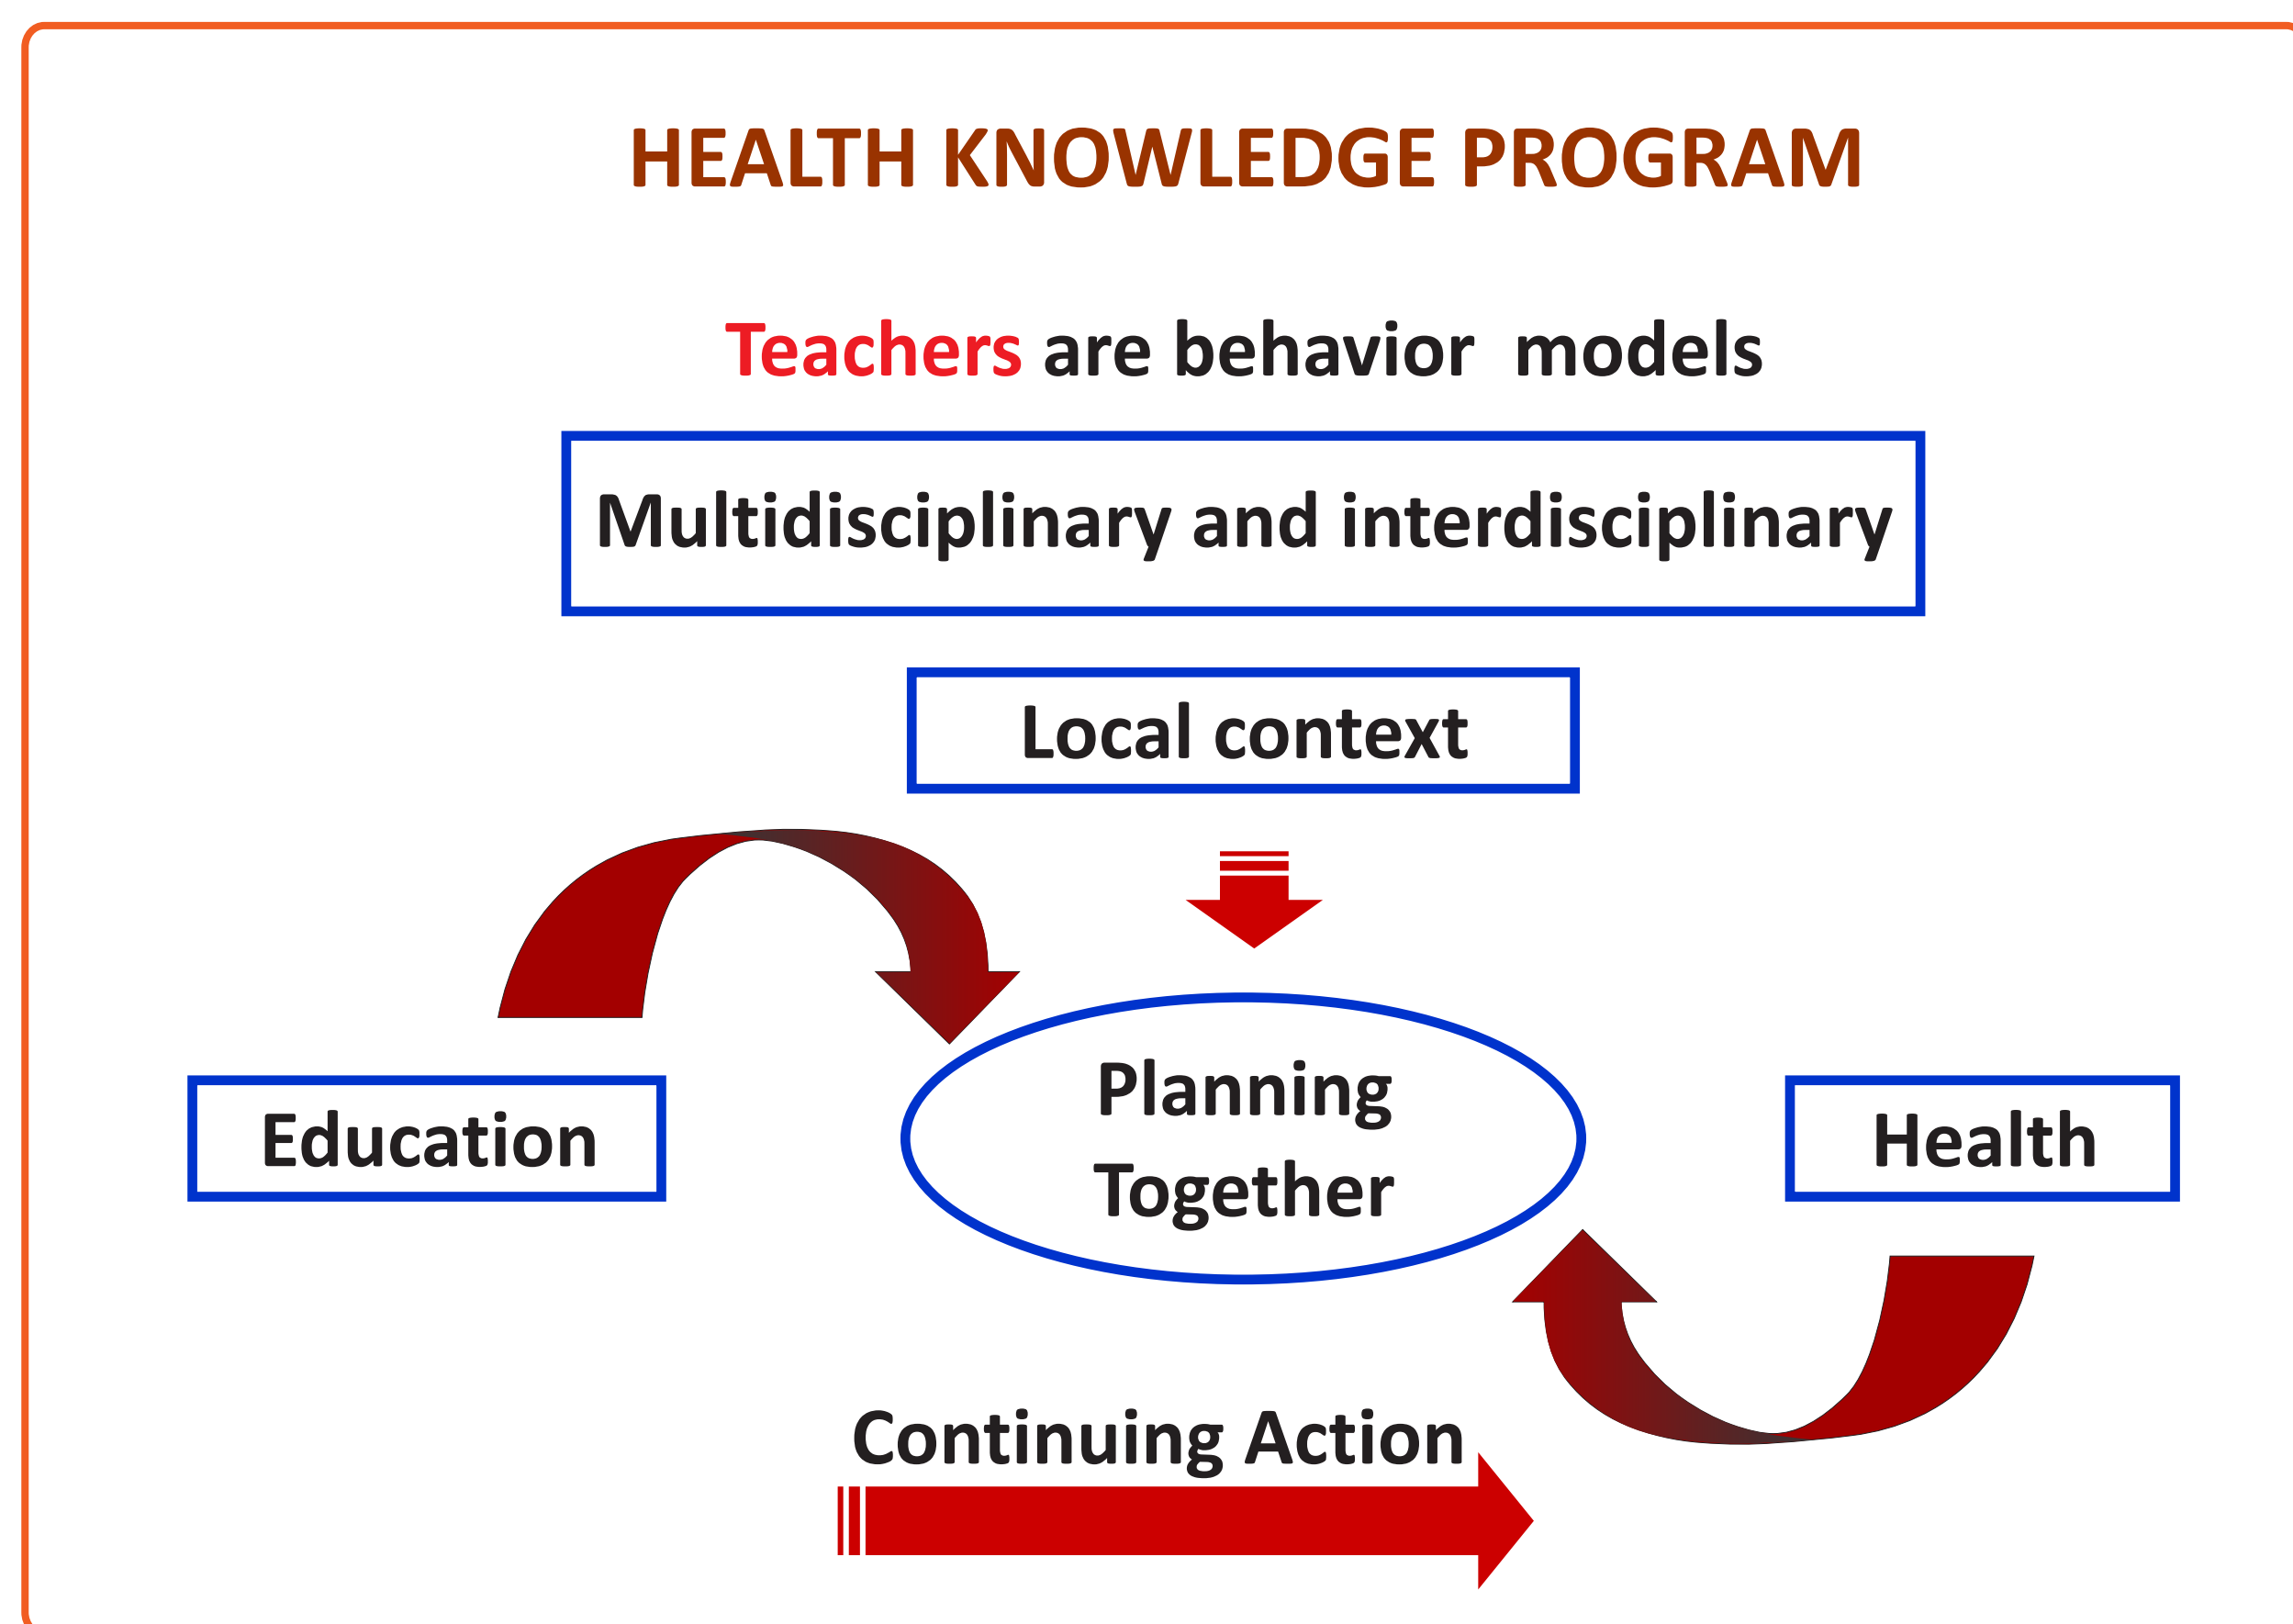 HEALTH KNOWLEDGE PROGRAM
Teachers are behavior models
Multidisciplinary and interdisciplinary
Local context
Education
Planning
Together
Health
Continuing Action